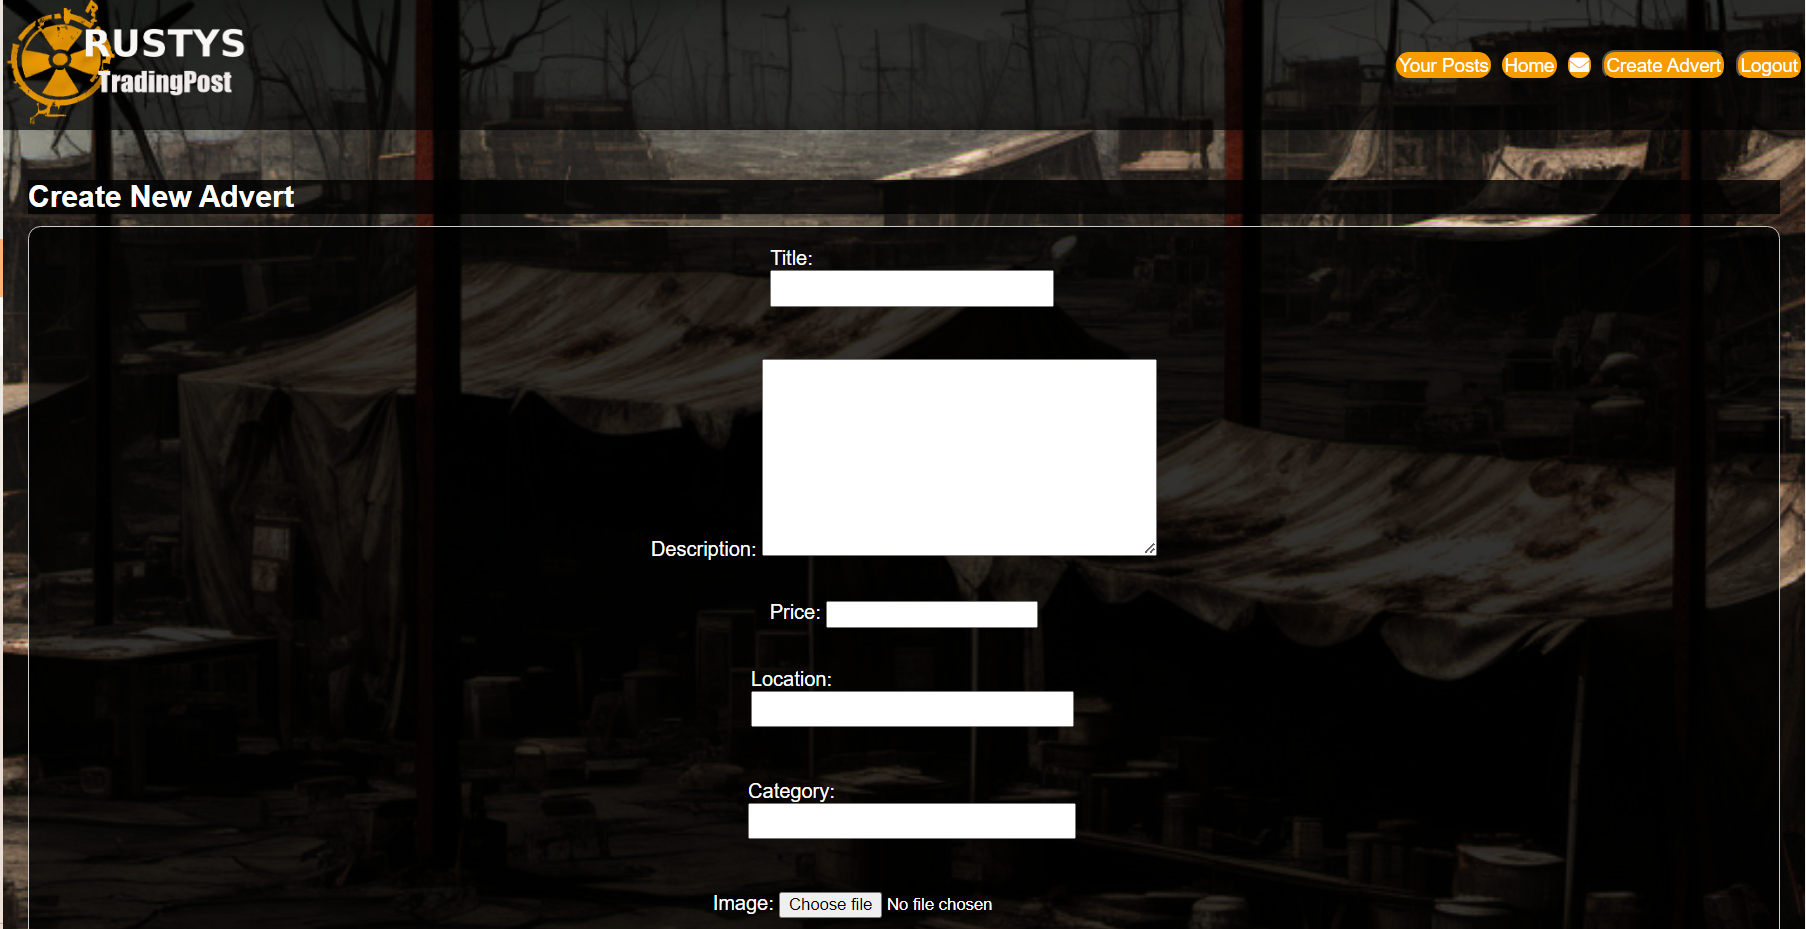 RUSTYS
TradingPost
Your Posts Home Create Advert Logout
Create New Advert
Title:
Description:
Price:
Location:
Category:
Image: Choose file No file chosen